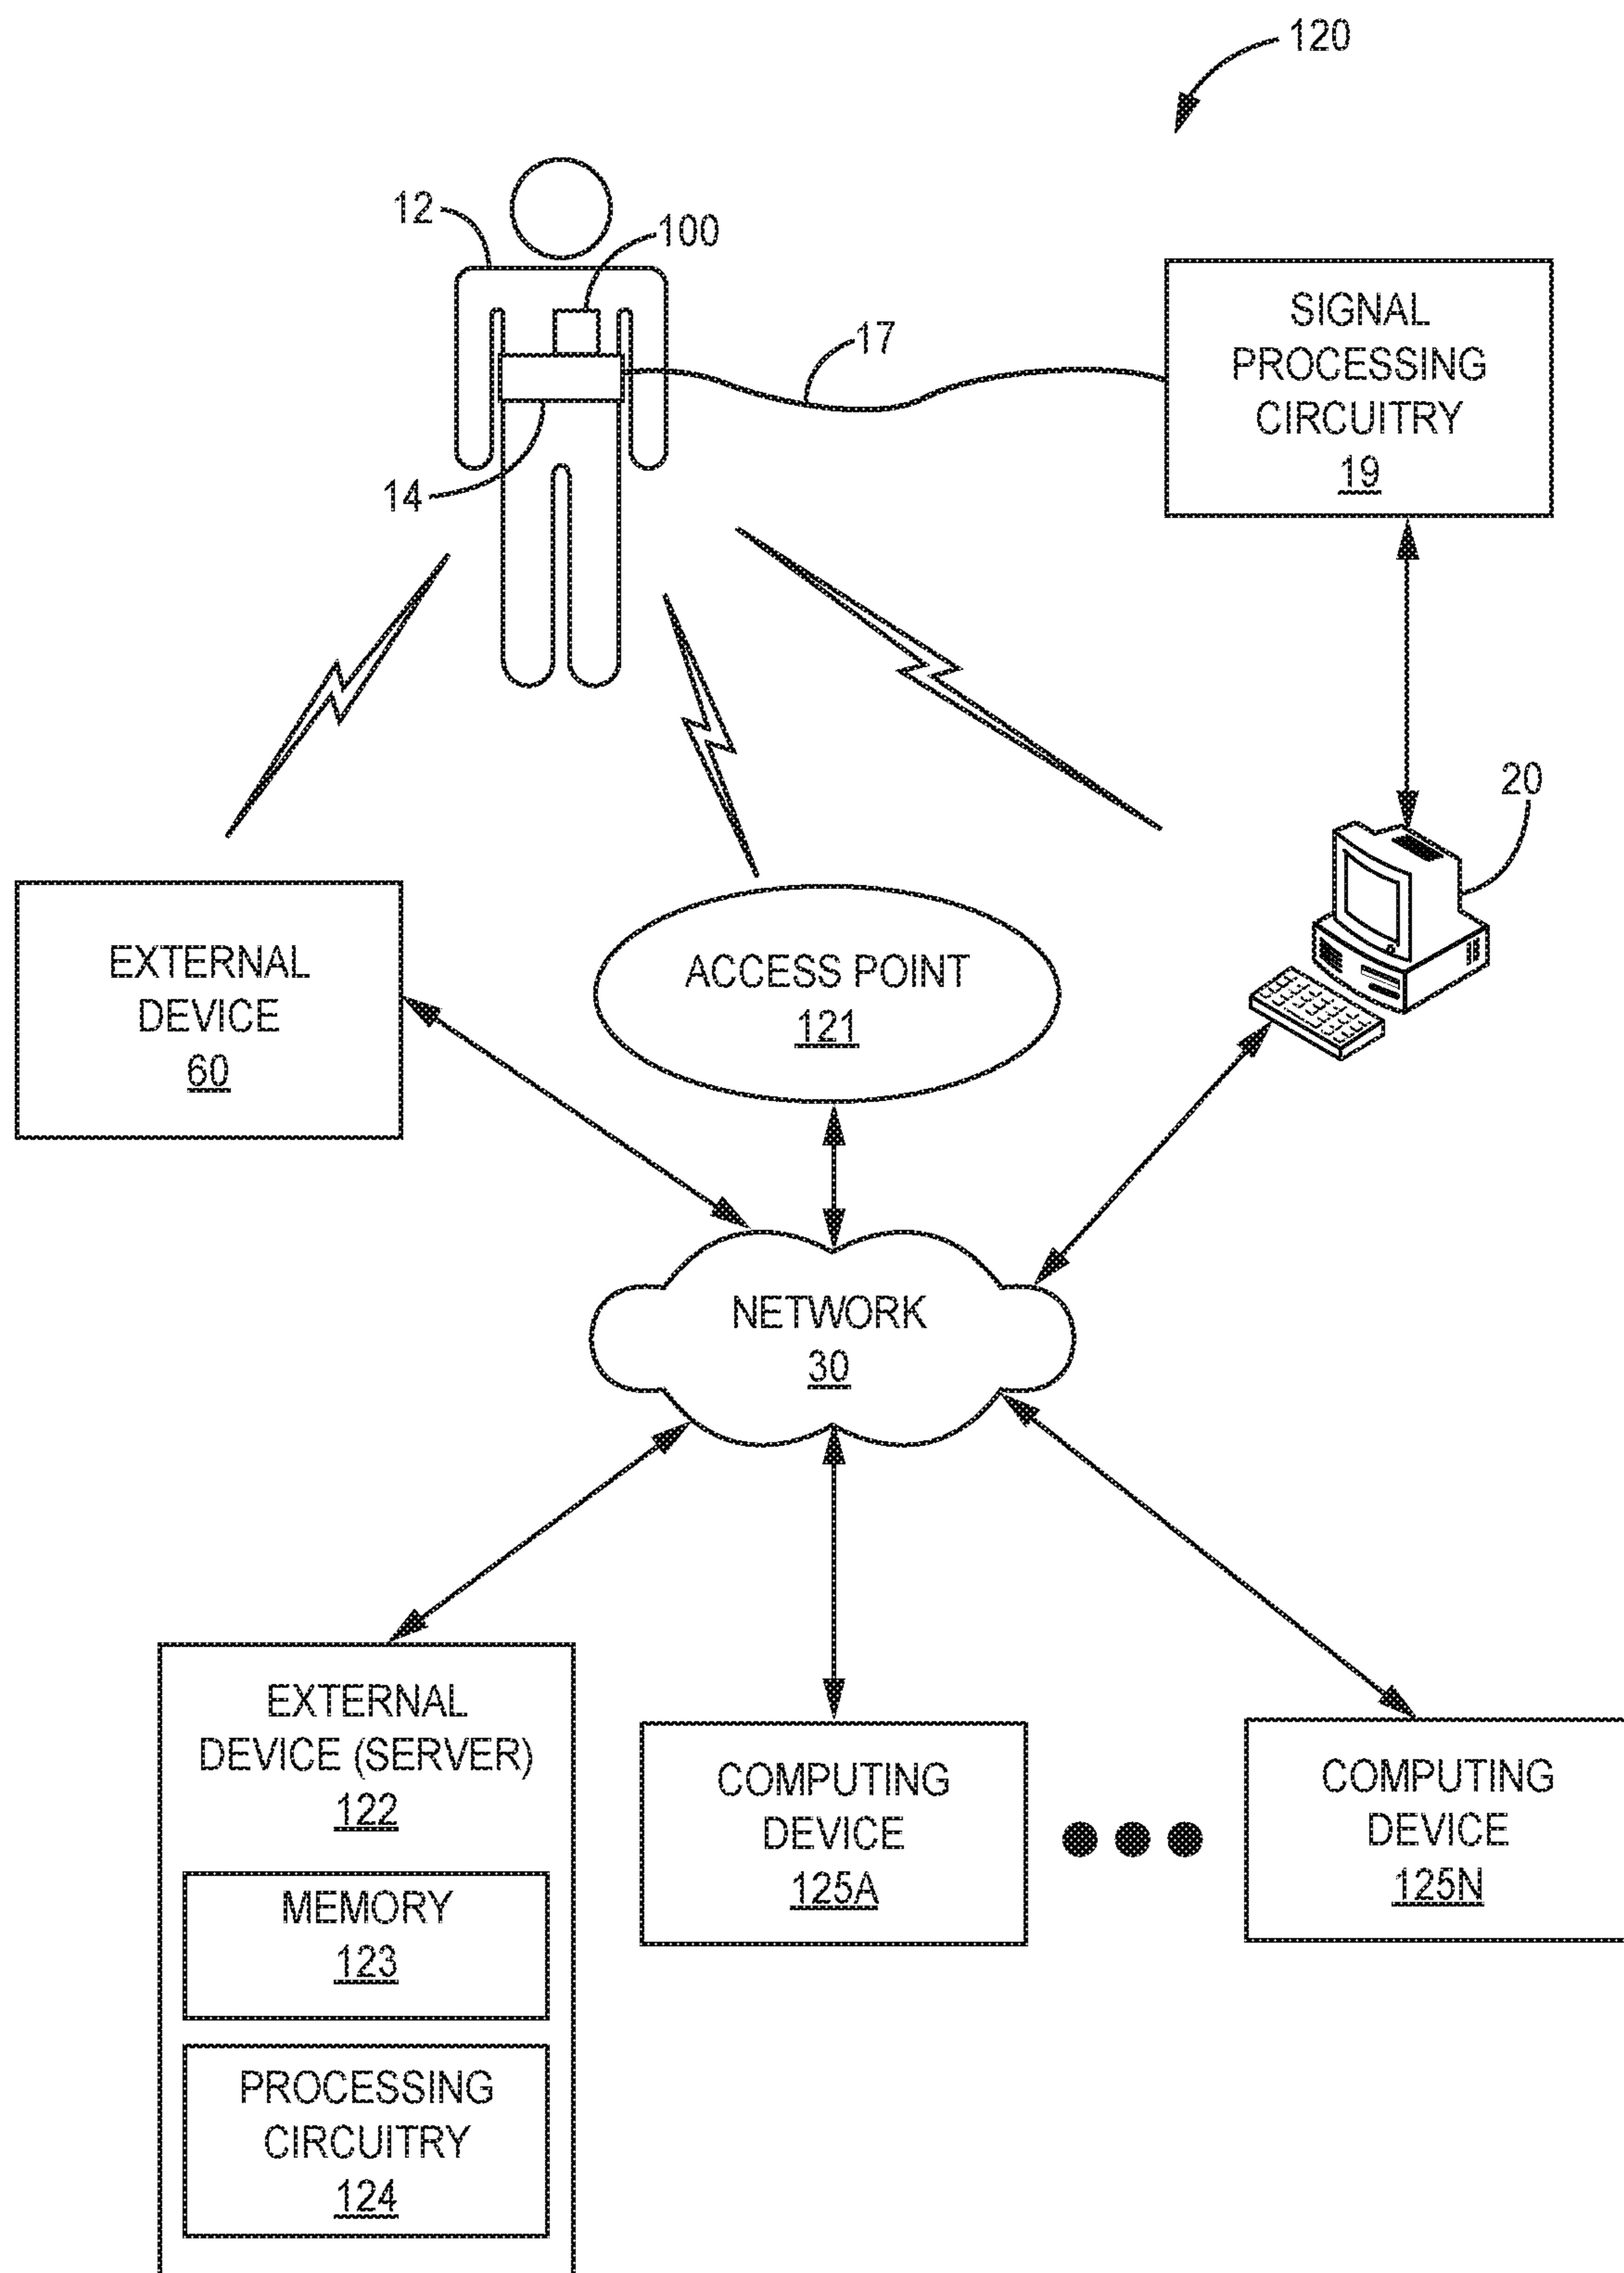 120
12
100
SIGNAL
PROCESSING
CIRCUITRY
19
17
14
20
EXTERNAL
DEVICE
60
ACCESS POINT
121
NETWORK
30
EXTERNAL
DEVICE (SERVER)
122
MEMORY
123
PROCESSING
CIRCUITRY
124
COMPUTING
DEVICE
125A
COMPUTING
DEVICE
125N